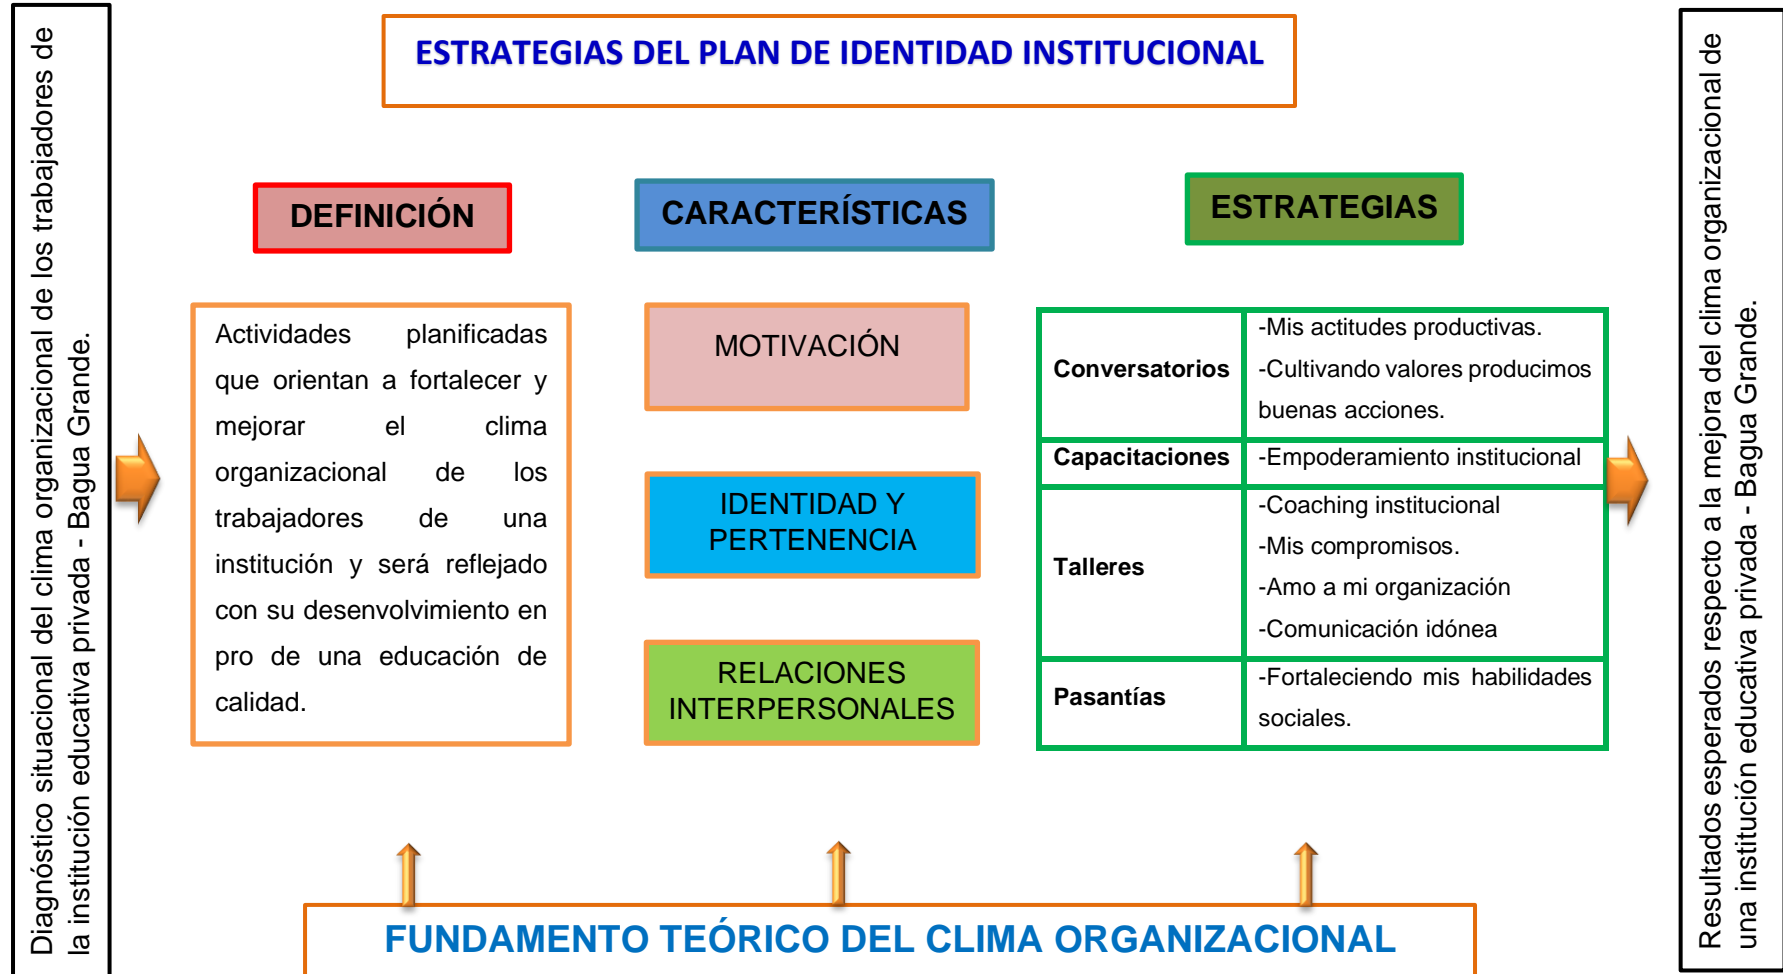 Diagnóstico situacional del clima organizacional de los trabajadores de
la institución educativa privada - Bagua Grande.
ESTRATEGIAS DEL PLAN DE IDENTIDAD INSTITUCIONAL
DEFINICIÓN
Actividades planificadas
que orientan a fortalecer y
mejorar el clima
organizacional de los
trabajadores de una
institución y será reflejado
con su desenvolvimiento en
pro de una educación de
calidad.
CARACTERÍSTICAS
MOTIVACIÓN
IDENTIDAD Y
PERTENENCIA
RELACIONES
INTERPERSONALES
ESTRATEGIAS
Conversatorios
-Mis actitudes productivas.
-Cultivando valores producimos
buenas acciones.
Capacitaciones
-Empoderamiento institucional
Talleres
-Coaching institucional
-Mis compromisos.
-Amo a mi organización
-Comunicación idónea
Pasantías
-Fortaleciendo mis habilidades
sociales.
FUNDAMENTO TEÓRICO DEL CLIMA ORGANIZACIONAL
Resultados esperados respecto a la mejora del clima organizacional de
una institución educativa privada - Bagua Grande.